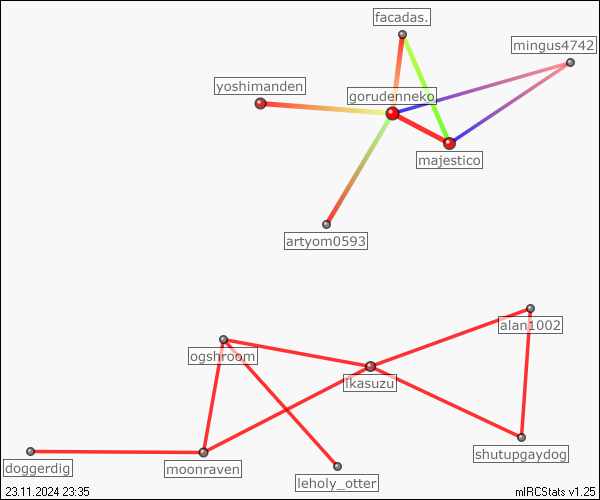 facadas.
mingus4742
yoshimanden
gorudenneko
majestico
artyom0593
alan1002
ogshroom
ikasuzu
shutupgaydog
doggerdig
moonraven
leholy_otter
23.11.2024 23:35
mIRCStats v1.25